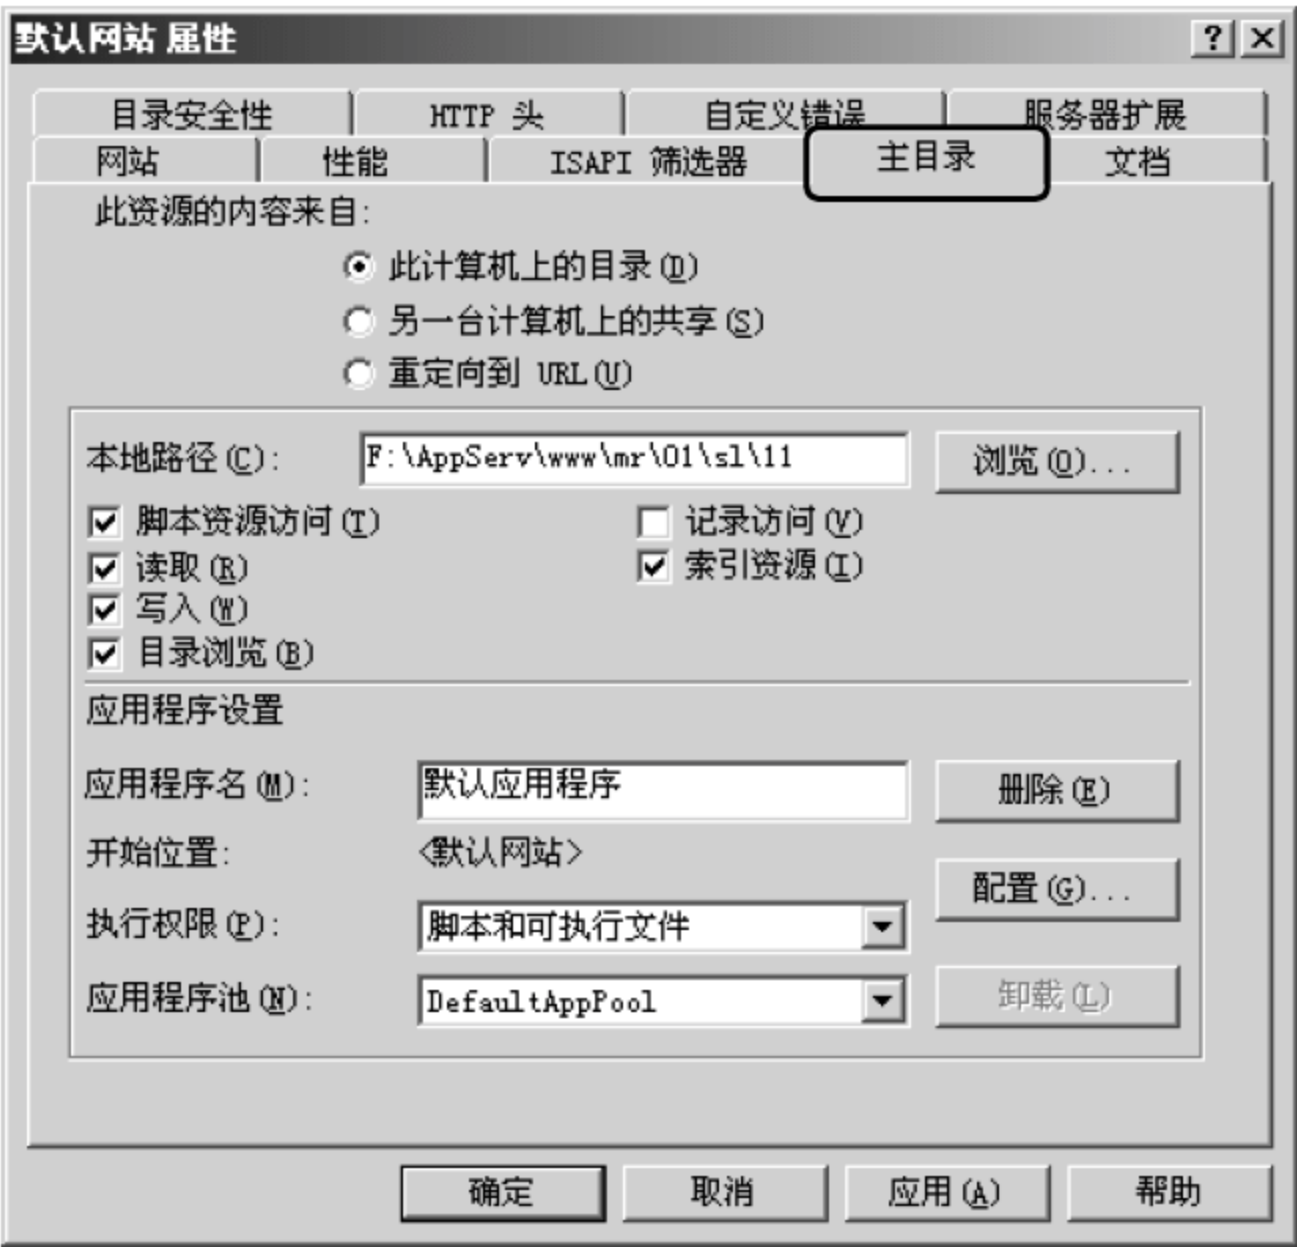 默认网站 属性
目录安全性 HTTP 头 自定义错误 服务器扩展
网站 性能 ISAPI 筛选器 主目录 文档
此资源的内容来自:
此计算机上的目录(D)
另一台计算机上的共享(S)
重定向到 URL(U)
本地路径(C): F:\AppServ\www\mr\01\sl\11 浏览(O)...
脚本资源访问(T) 记录访问(V)
读取(R) 索引资源(I)
写入(W)
目录浏览(B)
应用程序设置
应用程序名(M): 默认应用程序 删除(E)
开始位置: <默认网站>
配置(G)...
执行权限(P): 脚本和可执行文件
应用程序池(N): DefaultAppPool 卸载(L)
确定 取消 应用(A) 帮助